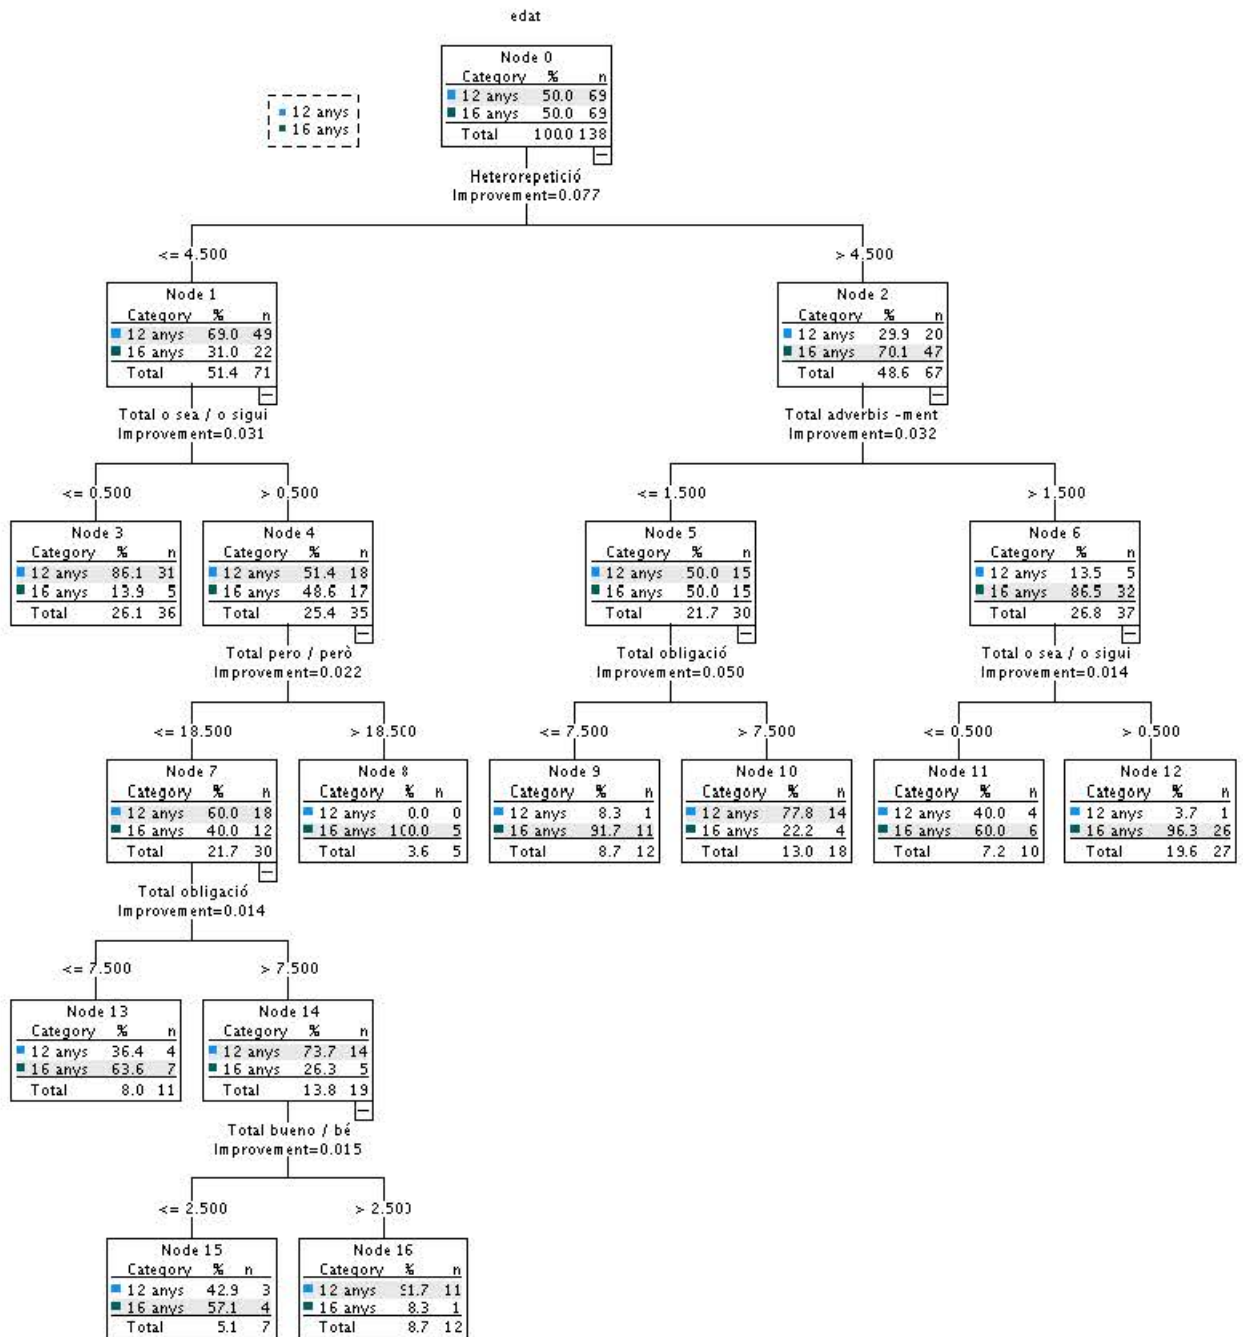 edat
Node 0
Category % n
12 anys 50.0 69
16 anys 50.0 69
Total 100.0 138
12 anys
16 anys
Heterorepetició
Improvement=0.077
<= 4.500
> 4.500
Node 1
Category % n
12 anys 69.0 49
16 anys 31.0 22
Total 51.4 71
Node 2
Category % n
12 anys 29.9 20
16 anys 70.1 47
Total 48.6 67
Total o sea / o sigui
Improvement=0.031
Total adverbis -ment
Improvement=0.032
<= 0.500
> 0.500
<= 1.500
> 1.500
Node 3
Category % n
12 anys 86.1 31
16 anys 13.9 5
Total 26.1 36
Node 4
Category % n
12 anys 51.4 18
16 anys 48.6 17
Total 25.4 35
Node 5
Category % n
12 anys 50.0 15
16 anys 50.0 15
Total 21.7 30
Node 6
Category % n
12 anys 13.5 5
16 anys 86.5 32
Total 26.8 37
Total pero / però
Improvement=0.022
Total obligació
Improvement=0.050
Total o sea / o sigui
Improvement=0.014
<= 18.500
> 18.500
<= 7.500
> 7.500
<= 0.500
> 0.500
Node 7
Category % n
12 anys 60.0 18
16 anys 40.0 12
Total 21.7 30
Node 8
Category % n
12 anys 0.0 0
16 anys 100.0 5
Total 3.6 5
Node 9
Category % n
12 anys 8.3 1
16 anys 91.7 11
Total 8.7 12
Node 10
Category % n
12 anys 77.8 14
16 anys 22.2 4
Total 13.0 18
Node 11
Category % n
12 anys 40.0 4
16 anys 60.0 6
Total 7.2 10
Node 12
Category % n
12 anys 3.7 1
16 anys 96.3 26
Total 19.6 27
Total obligació
Improvement=0.014
<= 7.500
> 7.500
Node 13
Category % n
12 anys 36.4 4
16 anys 63.6 7
Total 8.0 11
Node 14
Category % n
12 anys 73.7 14
16 anys 26.3 5
Total 13.8 19
Total bueno / bé
Improvement=0.015
<= 2.500
> 2.500
Node 15
Category % n
12 anys 42.9 3
16 anys 57.1 4
Total 5.1 7
Node 16
Category % n
12 anys 91.7 11
16 anys 8.3 1
Total 8.7 12